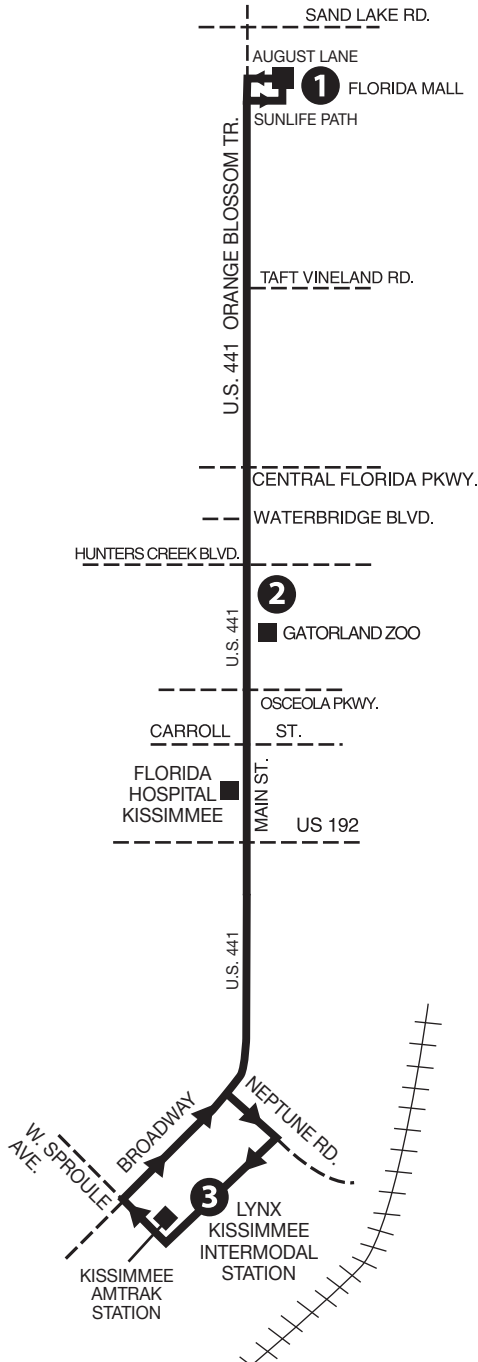 SAND LAKE RD.
AUGUST LANE
1 FLORIDA MALL
SUNLIFE PATH
U.S. 441 ORANGE BLOSSOM TR.
TAFT VINELAND RD.
CENTRAL FLORIDA PKWY.
WATERBRIDGE BLVD.
HUNTERS CREEK BLVD.
2
GATORLAND ZOO
U.S. 441
OSCEOLA PKWY.
CARROLL ST.
FLORIDA
HOSPITAL
KISSIMMEE
MAIN ST.
US 192
U.S. 441
NEPTUNE RD.
BROADWAY
W. SPROULE
AVE.
3
LYNX
KISSIMMEE
INTERMODAL
STATION
KISSIMMEE
AMTRAK
STATION